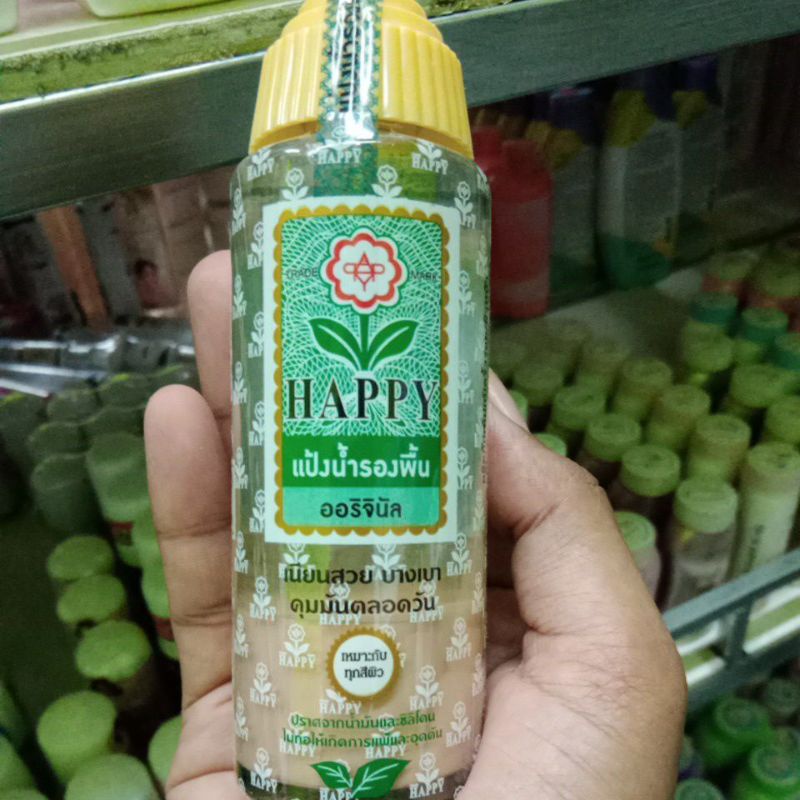 TRADE MARK
HAPPY
แป้งน้ำรองพื้น
ออริจินัล
เนียนสวย บางเบา
คุมมันตลอดวัน
เหมาะกับ
ทุกสีผิว
ปราศจากน้ำมันและซิลิโคน
ไม่ก่อให้เกิดการแพ้และอุดตัน
HAPPY